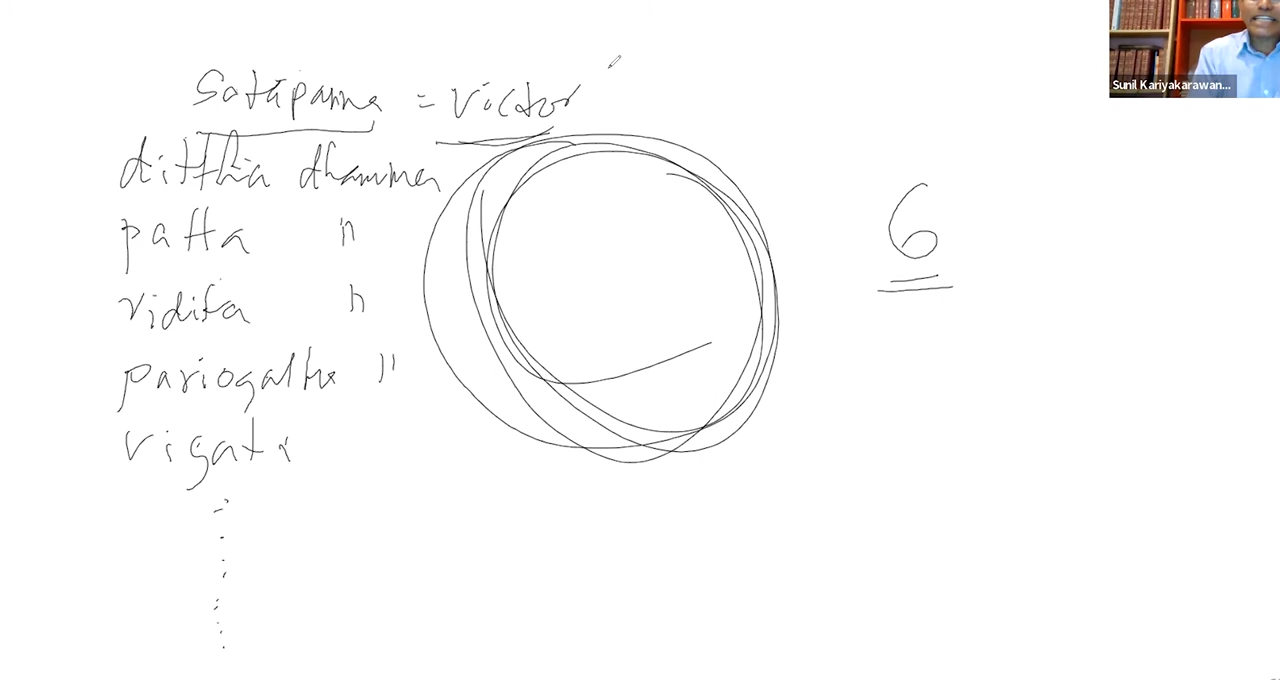 Sotāpanna = Victor
diṭṭha dhamma
patta "
vidita "
pariogalha "
vigata
6
Sunil Kariyakarawan...